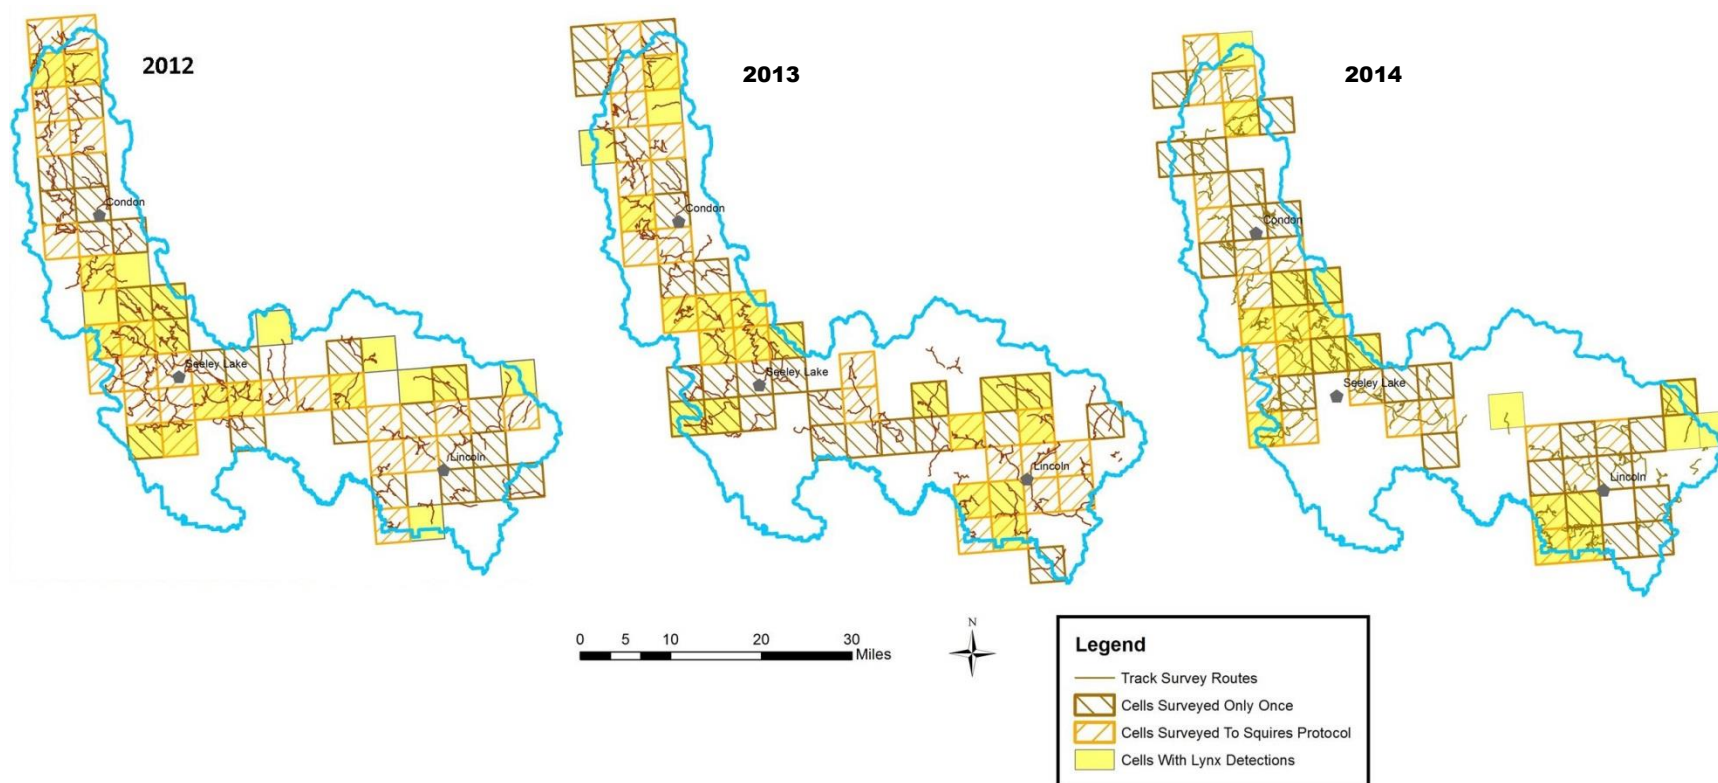 2012
2013
2014
Condon
Condon
Condon
Seeley Lake
Seeley Lake
Seeley Lake
Lincoln
Lincoln
Lincoln
0 5 10 20 30
Miles
N
Legend
Track Survey Routes
Cells Surveyed Only Once
Cells Surveyed To Squires Protocol
Cells With Lynx Detections